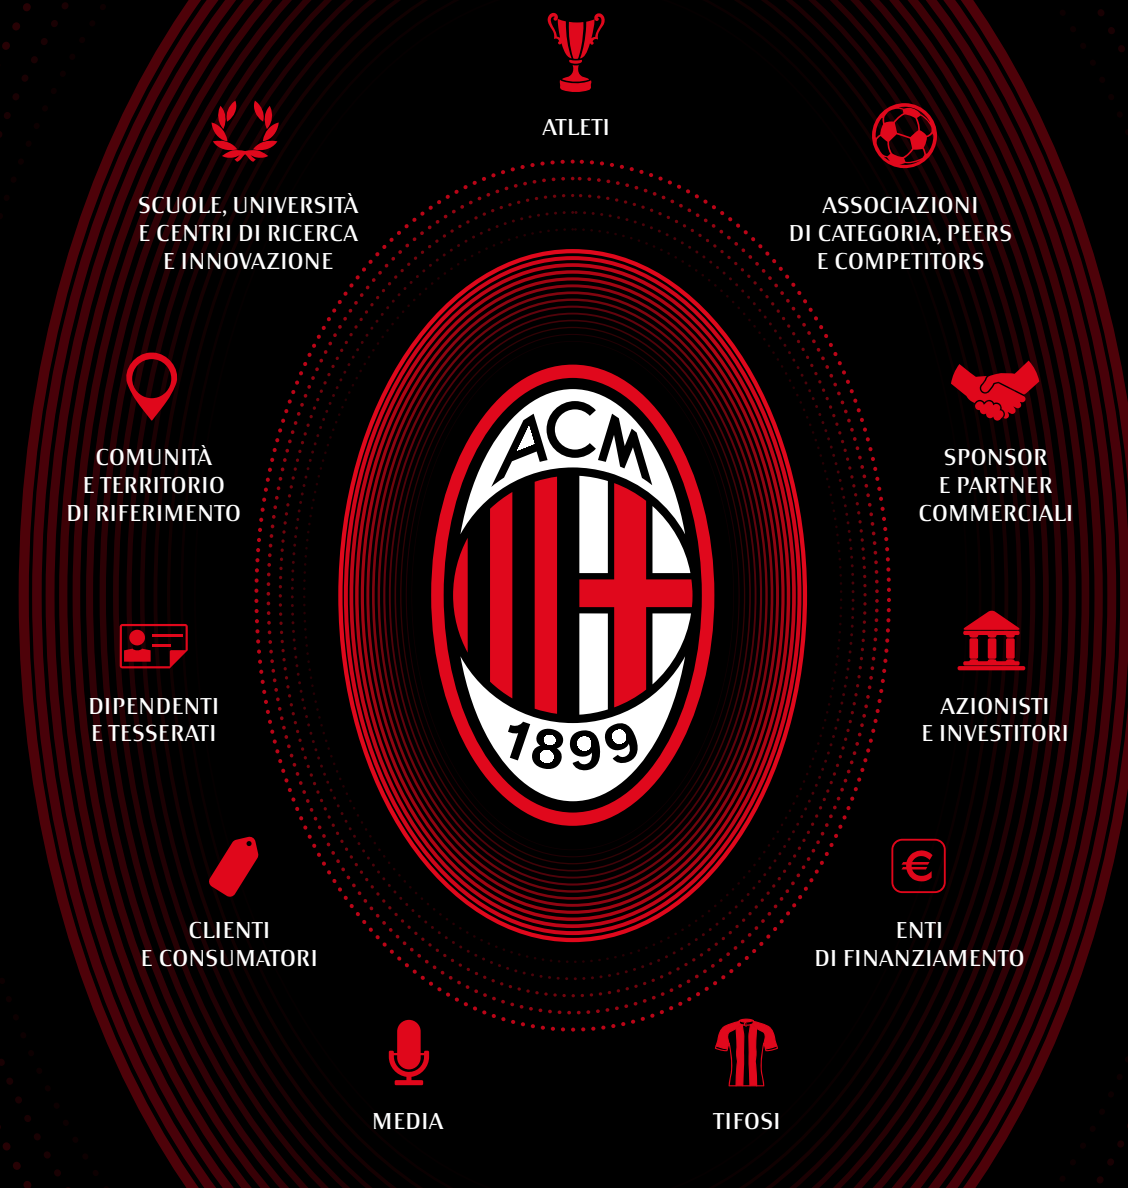 ATLETI
SCUOLE, UNIVERSITÀ
E CENTRI DI RICERCA
E INNOVAZIONE
ASSOCIAZIONI
DI CATEGORIA, PEERS
E COMPETITORS
COMUNITÀ
E TERRITORIO
DI RIFERIMENTO
ACM
1899
SPONSOR
E PARTNER
COMMERCIALI
DIPENDENTI
E TESSERATI
AZIONISTI
E INVESTITORI
CLIENTI
E CONSUMATORI
€
ENTI
DI FINANZIAMENTO
MEDIA
TIFOSI